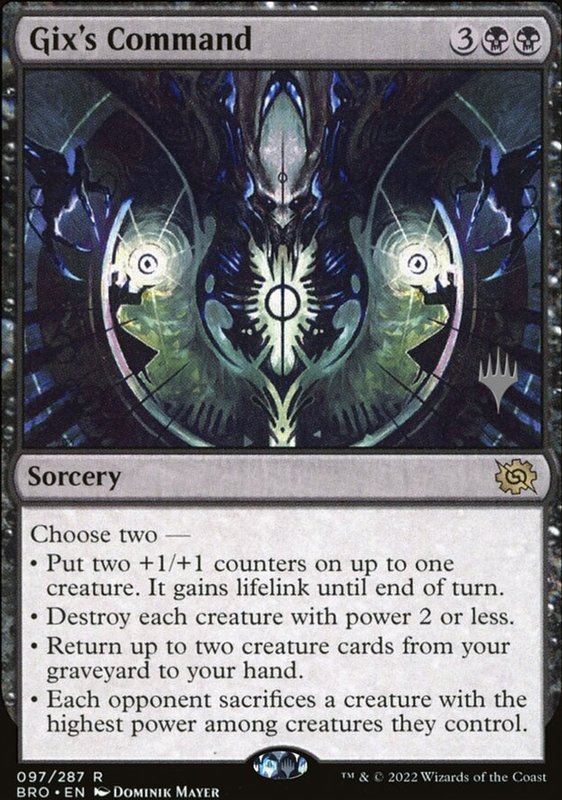 Gix's Command 3
Sorcery
Choose two —
• Put two +1/+1 counters on up to one
creature. It gains lifelink until end of turn.
• Destroy each creature with power 2 or less.
• Return up to two creature cards from your
graveyard to your hand.
• Each opponent sacrifices a creature with the
highest power among creatures they control.
097/287 R
BRO • EN DOMINIK MAYER
™ & © 2022 Wizards of the Coast